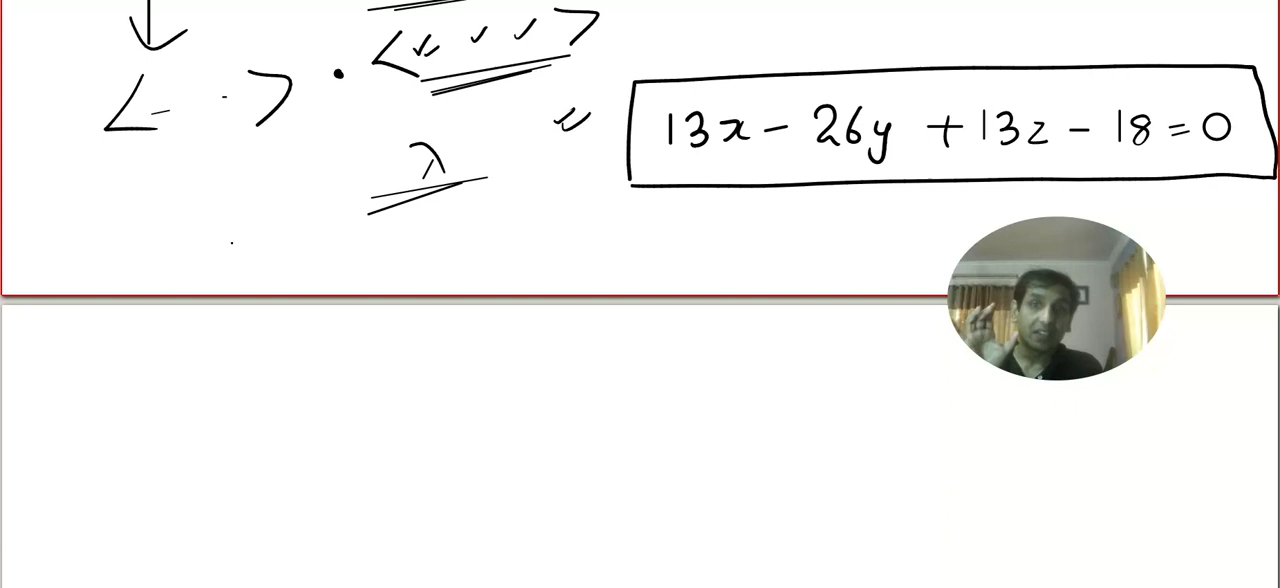 < - - > · < ✓ ✓ ✓ >
λ
13x - 26y + 13z - 18 = 0